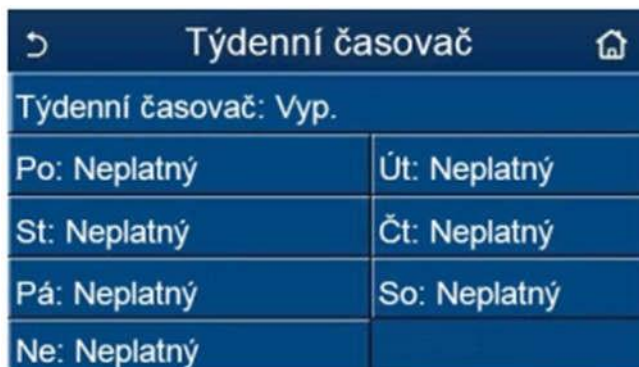 Týdenní časovač
Týdenní časovač: Vyp.
Po: Neplatný Út: Neplatný
St: Neplatný Čt: Neplatný
Pá: Neplatný So: Neplatný
Ne: Neplatný